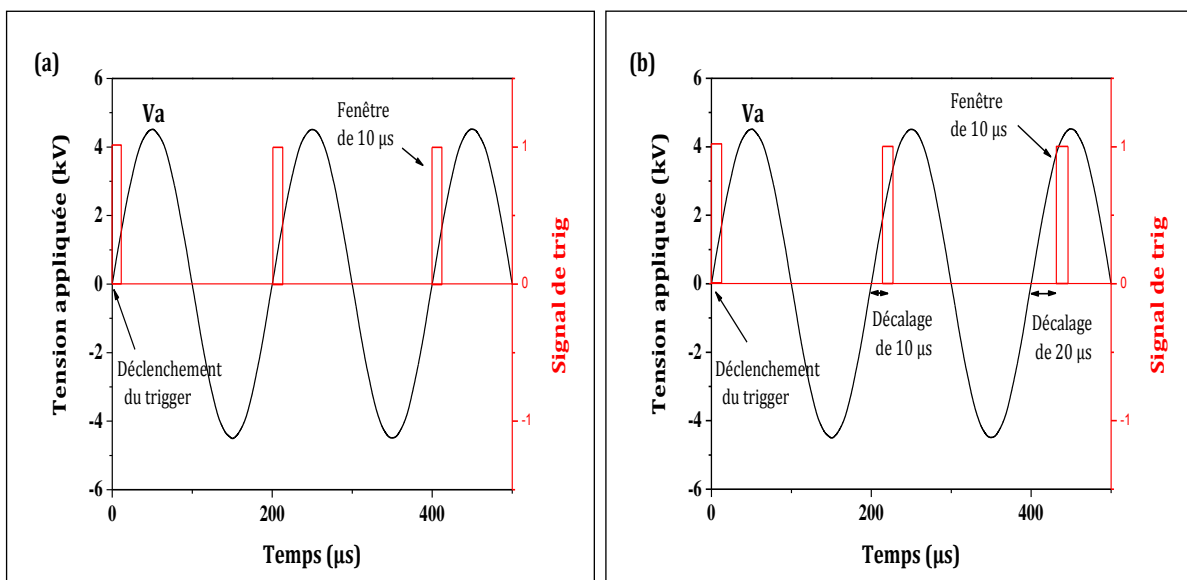 (a)
6
4
2
0
-2
-4
-6
Tension appliquée (kV)
Va
Fenêtre
de 10 µs
Déclenchement
du trigger
1
0
-1
Signal de trig
0
200
400
Temps (µs)
(b)
6
4
2
0
-2
-4
-6
Tension appliquée (kV)
Va
Fenêtre
de 10 µs
Décalage
de 10 µs
Décalage
de 20 µs
Déclenchement
du trigger
1
0
-1
Signal de trig
0
200
400
Temps (µs)